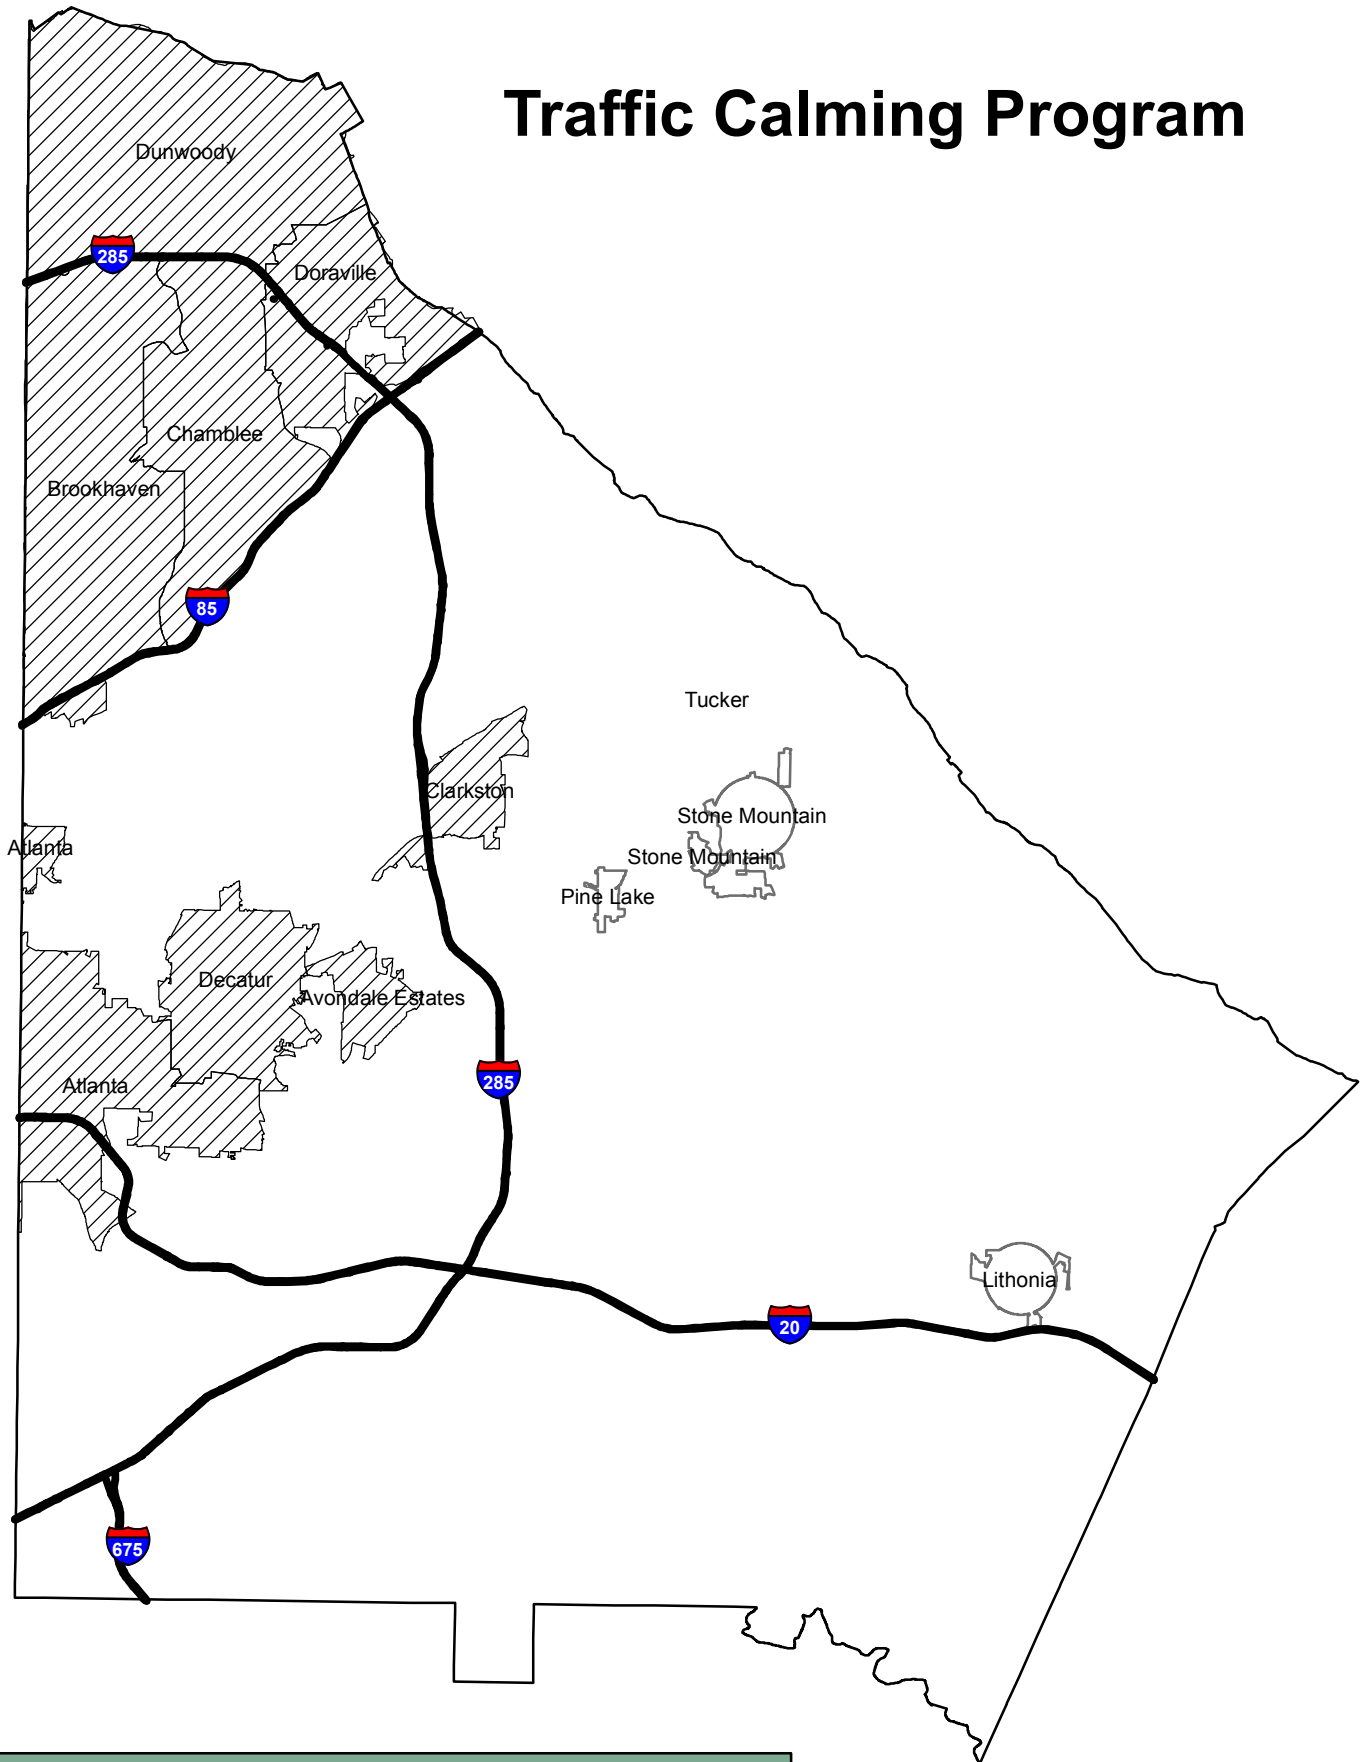 Traffic Calming Program
Dunwoody
285
Doraville
Chamblee
Brookhaven
85
Tucker
Clarkston
Stone Mountain
Atlanta
Stone Mountain
Pine Lake
Decatur
Avondale Estates
285
Atlanta
Lithonia
20
675